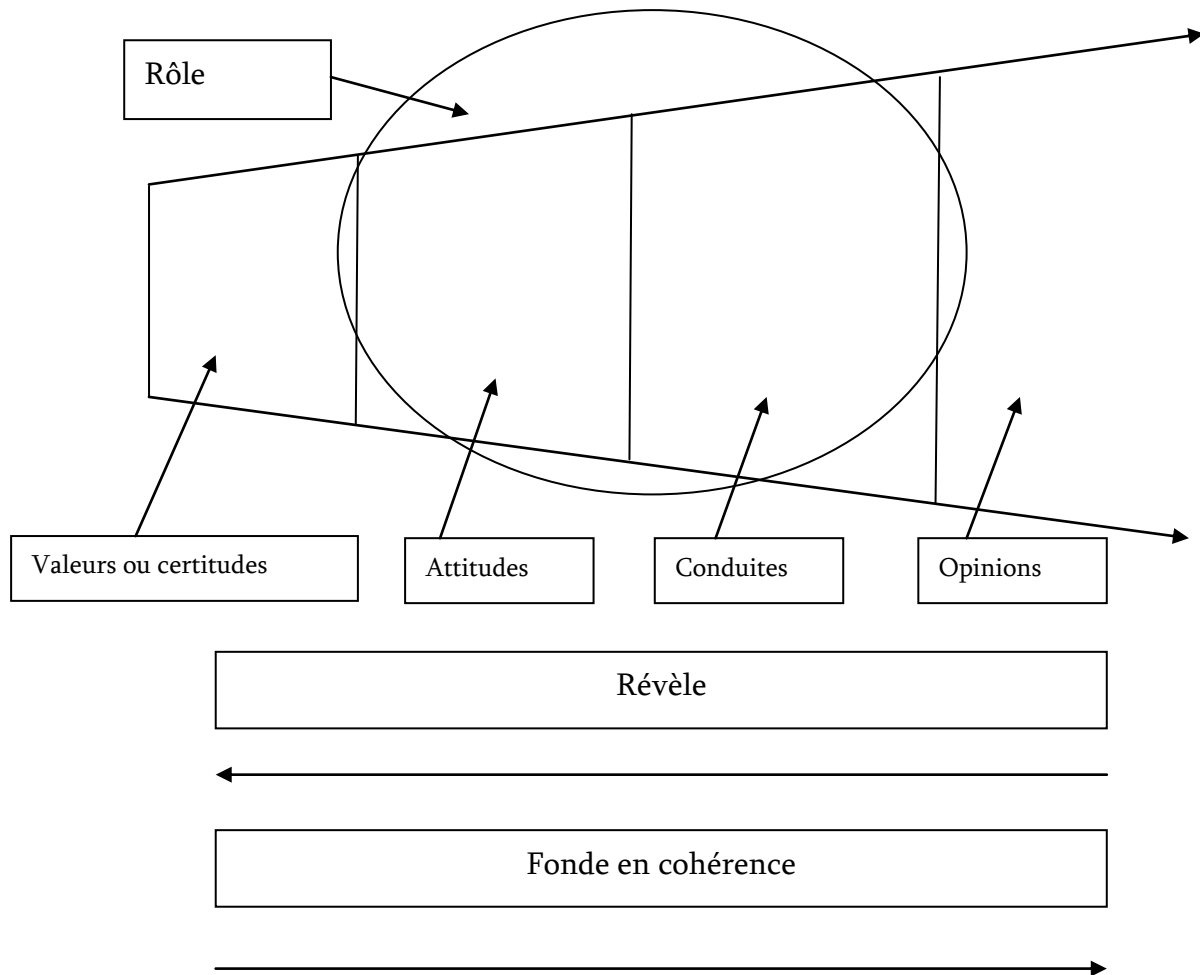 Rôle
Valeurs ou certitudes
Attitudes
Conduites
Opinions
Révèle
Fonde en cohérence